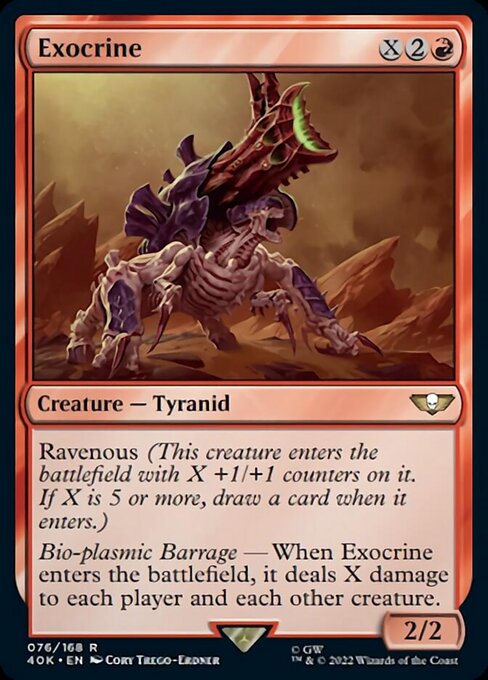 Exocrine X 2
Creature — Tyranid
Ravenous (This creature enters the
battlefield with X +1/+1 counters on it.
If X is 5 or more, draw a card when it
enters.)
Bio-plasmic Barrage — When Exocrine
enters the battlefield, it deals X damage
to each player and each other creature.
2/2
076/168 R
40K • EN Cory Trego-Erdner
© GW
™ & © 2022 Wizards of the Coast